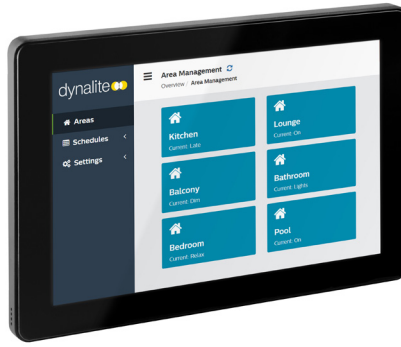 dynalite
Areas
Schedules
Settings
Area Management
Overview : Area Management
Kitchen
Current: Late
Lounge
Current: On
Balcony
Current: Dim
Bathroom
Current: Lights
Bedroom
Current: Relax
Pool
Current: On